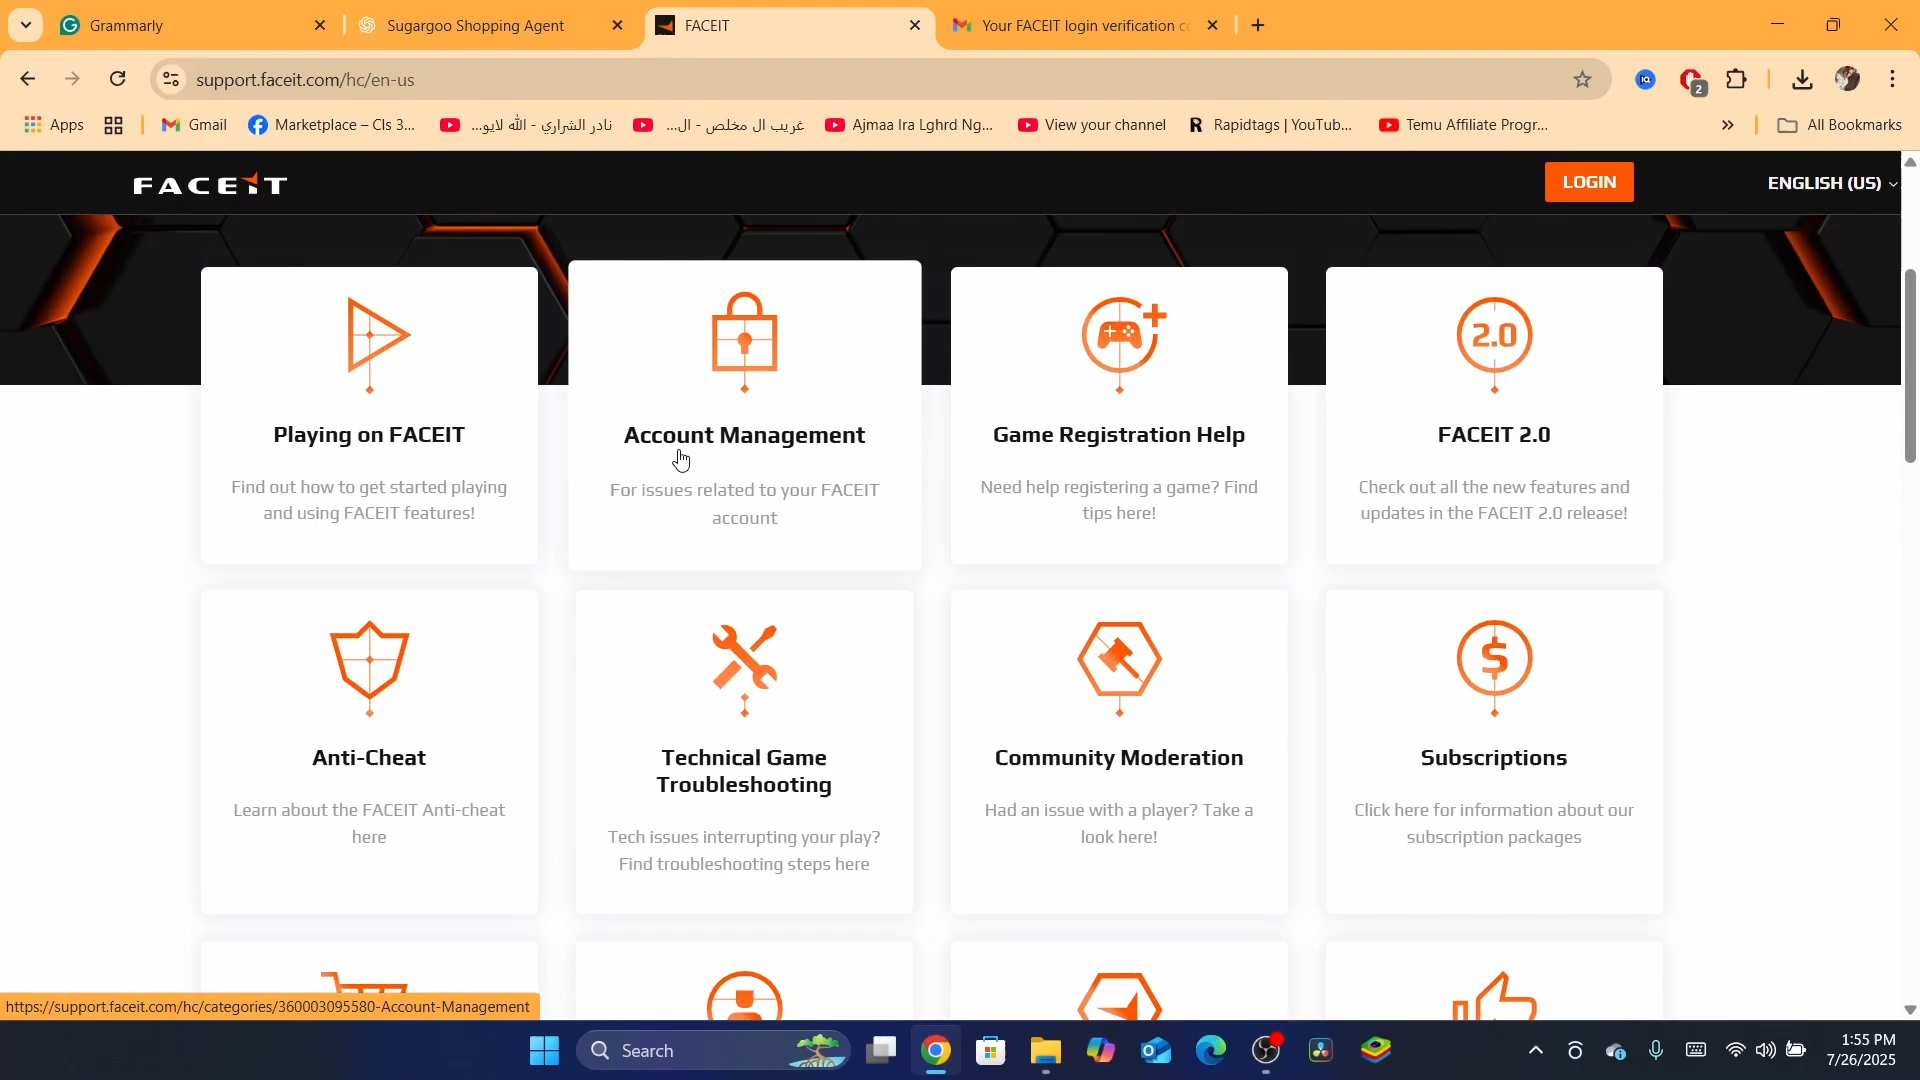 Grammarly
Sugargoo Shopping Agent
FACEIT
Your FACEIT login verification co
support.faceit.com/hc/en-us
2
Apps
Gmail
Marketplace – Cls 3...
نادر الشراري - الله لايو...
غريب ال مخلص - ال...
Ajmaa Ira Lghrd Ng...
View your channel
Rapidtags | YouTub...
Temu Affiliate Progr...
All Bookmarks
FACEIT
LOGIN
ENGLISH (US)
Playing on FACEIT
Find out how to get started playing
and using FACEIT features!
Account Management
For issues related to your FACEIT
account
Game Registration Help
Need help registering a game? Find
tips here!
2.0
FACEIT 2.0
Check out all the new features and
updates in the FACEIT 2.0 release!
Anti-Cheat
Learn about the FACEIT Anti-cheat
here
Technical Game
Troubleshooting
Tech issues interrupting your play?
Find troubleshooting steps here
Community Moderation
Had an issue with a player? Take a
look here!
$
Subscriptions
Click here for information about our
subscription packages
https://support.faceit.com/hc/categories/360003095580-Account-Management
Search
1:55 PM
7/26/2025